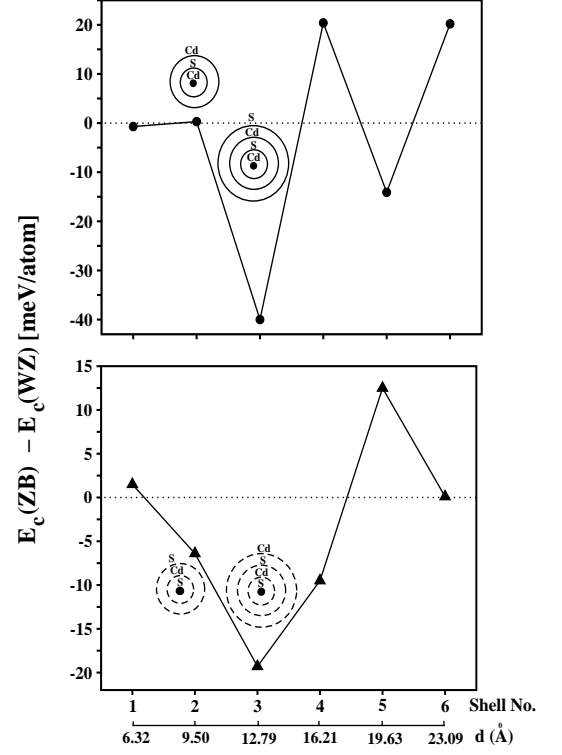 20
10
0
-10
-20
-30
-40
Cd
S
Cd
S
Cd
S
Cd
E_c(ZB) − E_c(WZ) [meV/atom]
15
10
5
0
-5
-10
-15
-20
S
Cd
S
Cd
S
Cd
S
1 2 3 4 5 6 Shell No.
6.32 9.50 12.79 16.21 19.63 23.09 d (Å)